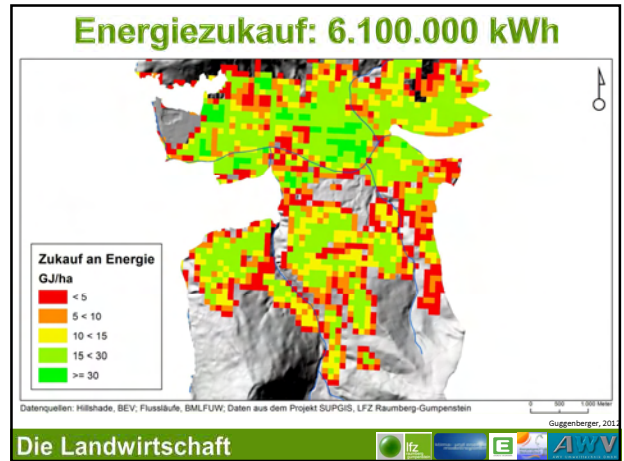 Energiezukauf: 6.100.000 kWh
Zukauf an Energie
GJ/ha
< 5
5 < 10
10 < 15
15 < 30
>= 30
0 500 1.000 Meter
Datenquellen: Hillshade, BEV; Flussläufe, BMLFUW; Daten aus dem Projekt SUPGIS, LFZ Raumberg-Gumpenstein
Guggenberger, 2012
Die Landwirtschaft
lfz
E
AWV